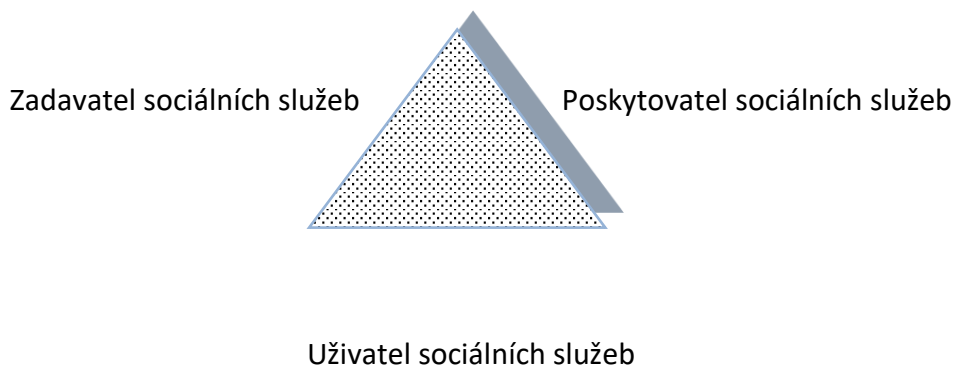 Zadavatel sociálních služeb
Poskytovatel sociálních služeb
Uživatel sociálních služeb